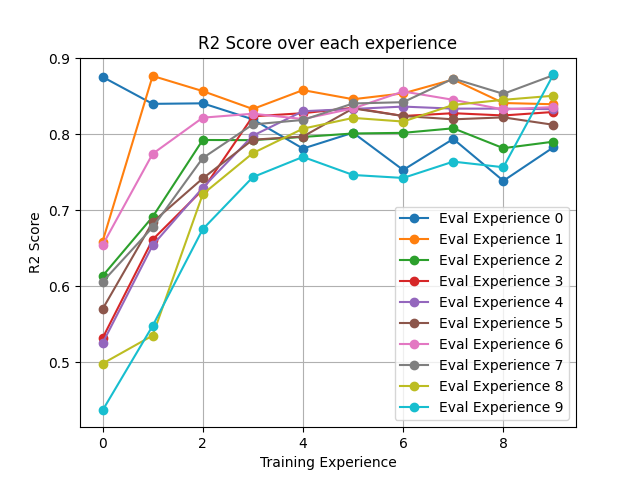 R2 Score over each experience
R2 Score
0.9
0.8
0.7
0.6
0.5
0
2
4
6
8
Training Experience
Eval Experience 0
Eval Experience 1
Eval Experience 2
Eval Experience 3
Eval Experience 4
Eval Experience 5
Eval Experience 6
Eval Experience 7
Eval Experience 8
Eval Experience 9